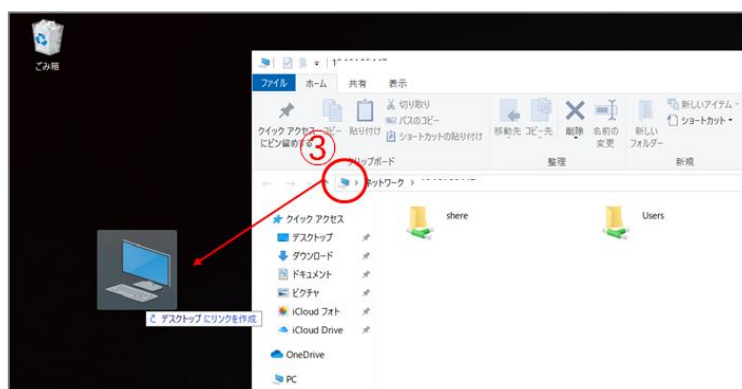 ごみ箱
ファイル ホーム 共有 表示
クイック アクセス
にピン留めする
コピー
貼り付け
切り取り
パスのコピー
ショートカットの貼り付け
クリップボード
移動先 コピー先 削除 名前の
変更
整理
新しい
フォルダー
新しいアイテム
ショートカット
新規
③
ネットワーク
クイック アクセス
デスクトップ
ダウンロード
ドキュメント
ピクチャ
iCloud フォト
iCloud Drive
OneDrive
PC
shere
Users
デスクトップ にリンクを作成